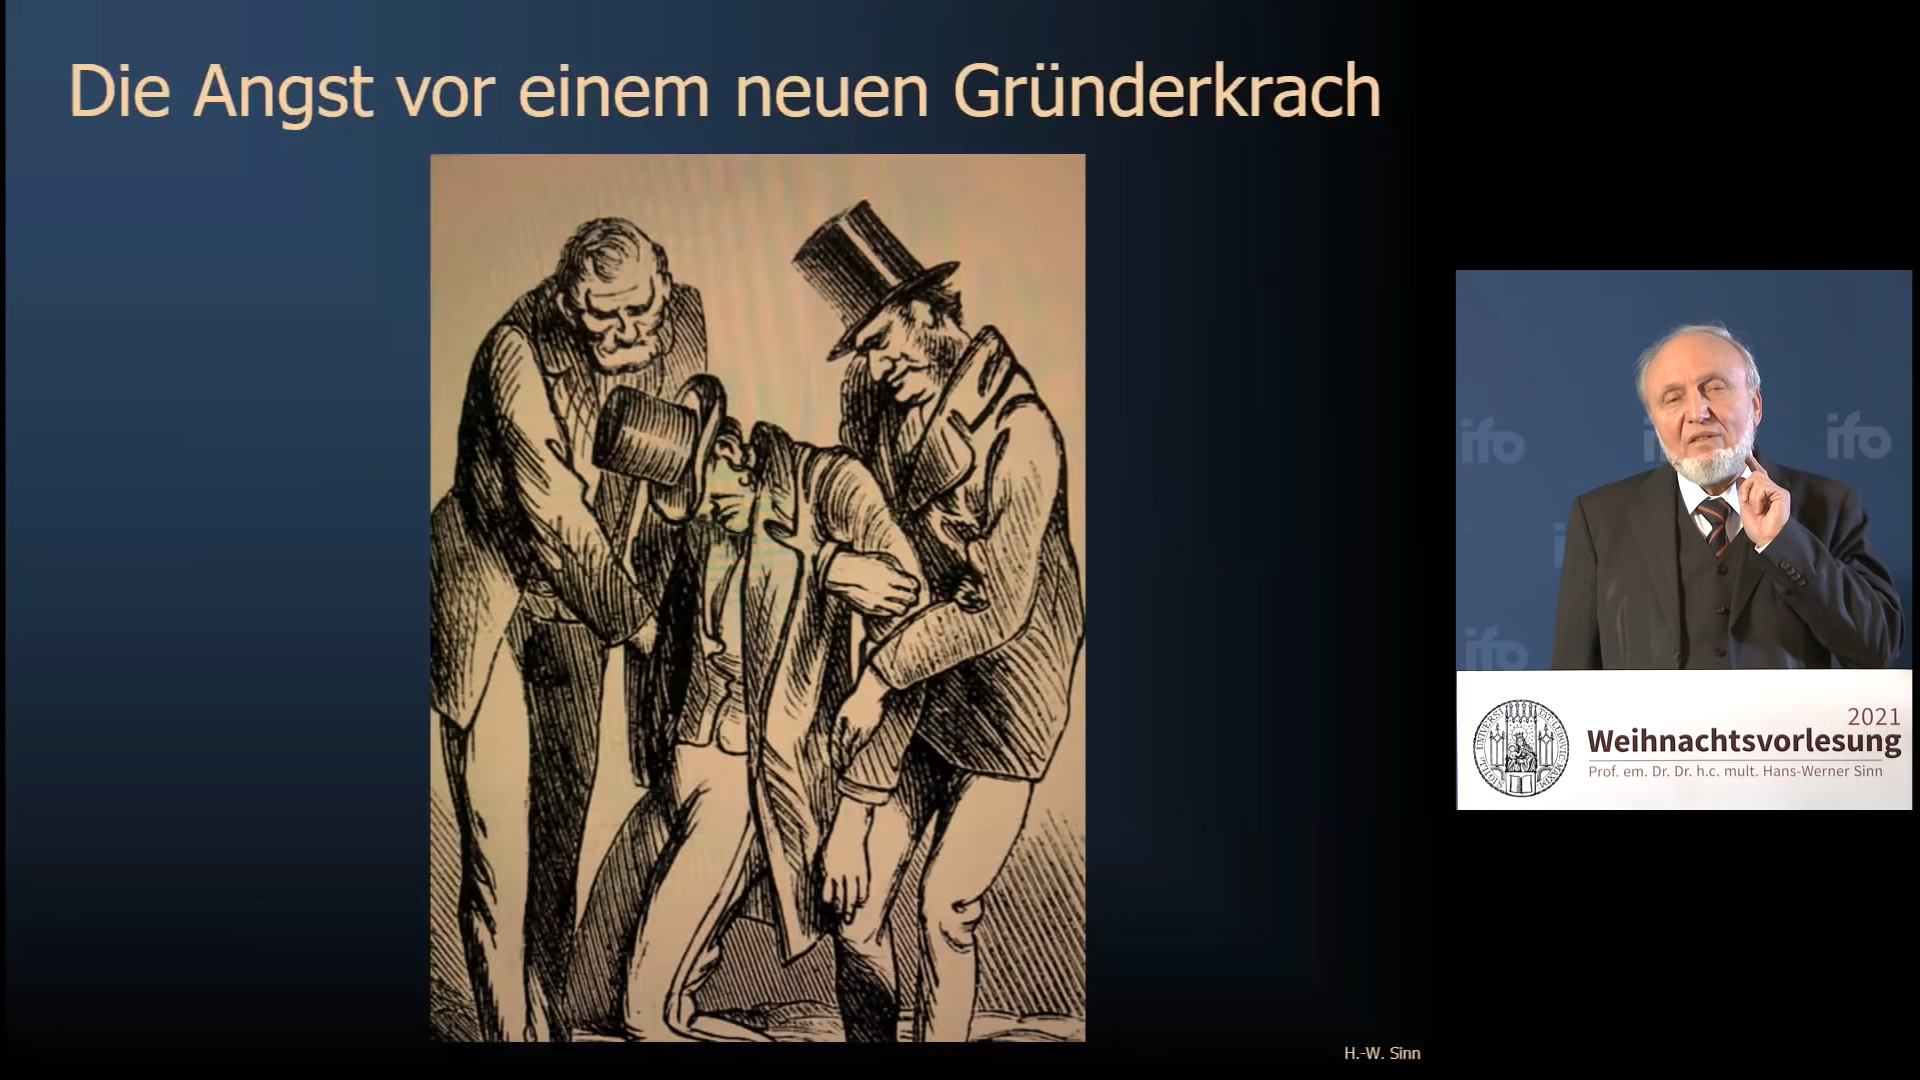 Die Angst vor einem neuen Gründerkrach
ifo
ifo
ifo
2021
Weihnachtsvorlesung
Prof. em. Dr. Dr. h.c. mult. Hans-Werner Sinn
H.-W. Sinn